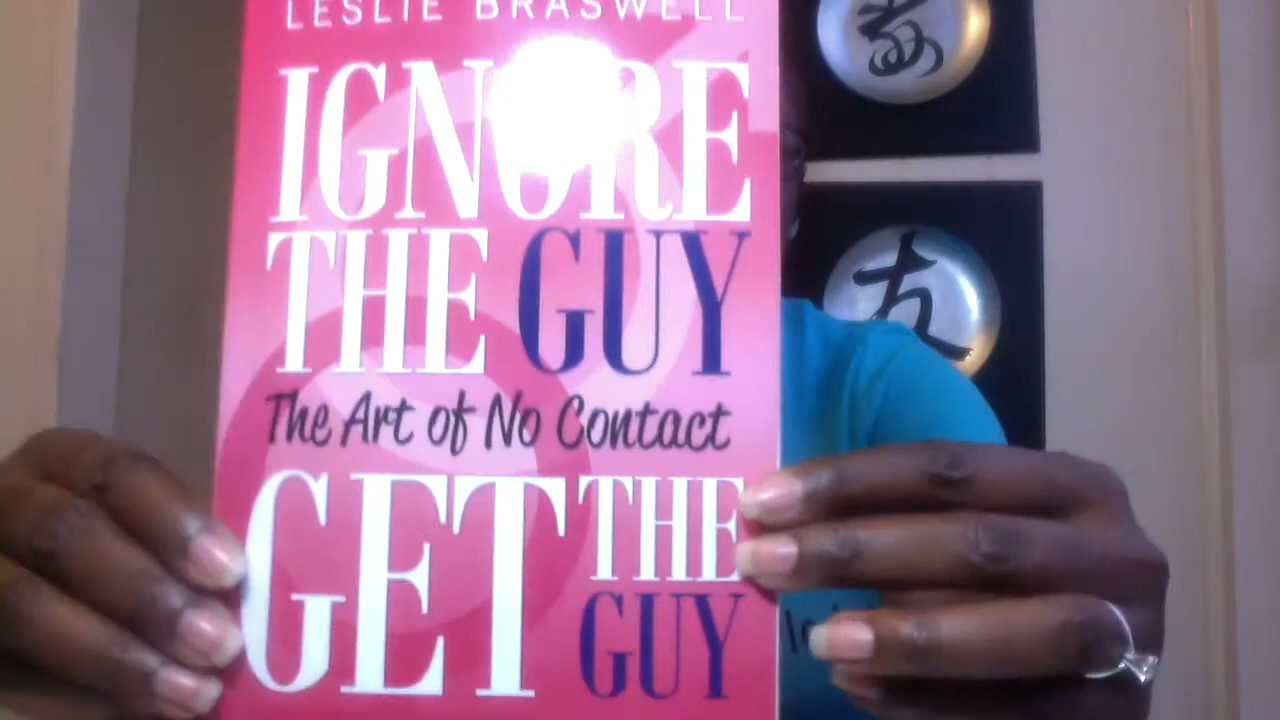 LESLIE BRASWELL
IGNORE
THE GUY
The Art of No Contact
GET THE
GUY